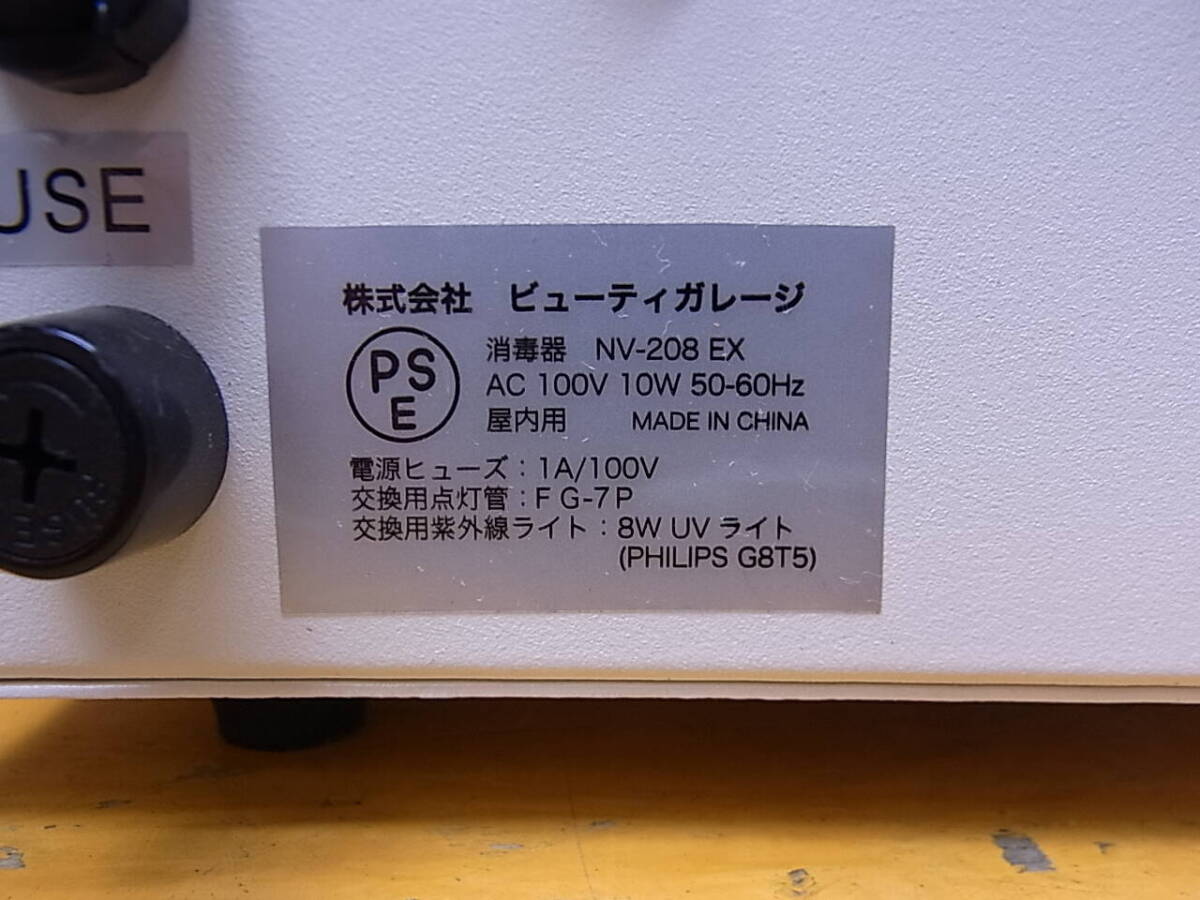 USE
株式会社 ビューティガレージ
PS
E
消毒器 NV-208 EX
AC 100V 10W 50-60Hz
屋内用 MADE IN CHINA
電源ヒューズ：1A/100V
交換用点灯管：FG-7P
交換用紫外線ライト：8W UV ライト
(PHILIPS G8T5)
FUSE